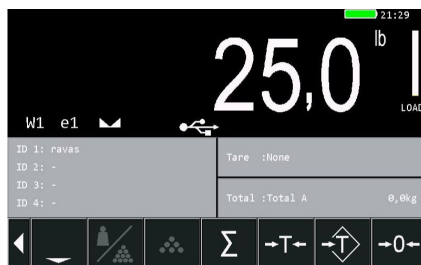 21:29
25,0 lb
LOAD
W1 e1
ID 1: ravas
ID 2: -
ID 3: -
ID 4: -
Tare :None
Total :Total A 0,0kg
Σ →T← →T← →0←